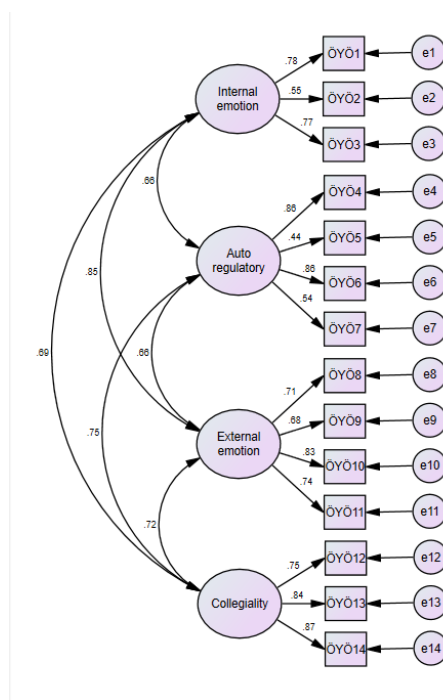 .78
ÖYÖ1
e1
Internal
emotion
.55
ÖYÖ2
e2
.77
ÖYÖ3
e3
.66
.86
ÖYÖ4
e4
Auto
regulatory
.44
ÖYÖ5
e5
.85
.86
ÖYÖ6
e6
.54
ÖYÖ7
e7
.69
.66
.71
ÖYÖ8
e8
.75
.68
ÖYÖ9
e9
External
emotion
.83
ÖYÖ10
e10
.74
ÖYÖ11
e11
.72
.75
ÖYÖ12
e12
Collegiality
.84
ÖYÖ13
e13
.87
ÖYÖ14
e14